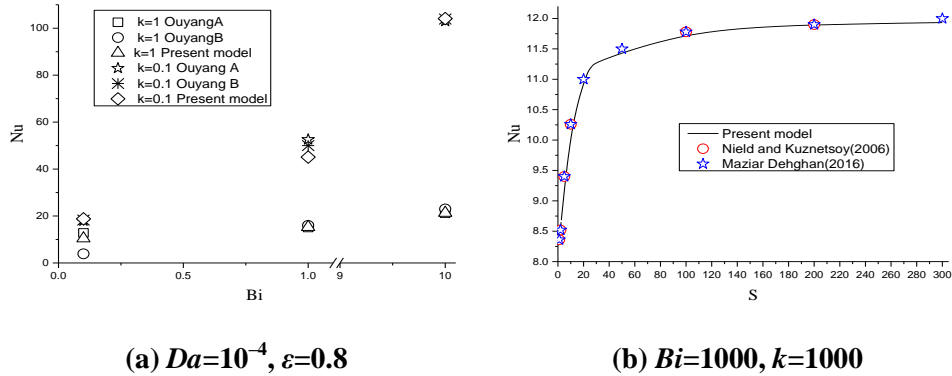 100
80
60
40
20
0
Nu
k=1 OuyangA
k=1 OuyangB
k=1 Present model
k=0.1 Ouyang A
k=0.1 Ouyang B
k=0.1 Present model
0.0 0.5 1.0 9 10
Bi
(a) Da=10⁻⁴, ε=0.8
12.0
11.5
11.0
10.5
10.0
9.5
9.0
8.5
8.0
Nu
Present model
Nield and Kuznetsoy(2006)
Maziar Dehghan(2016)
0 20 40 60 80 100 120 140 160 180 200 220 240 260 280 300
S
(b) Bi=1000, k=1000